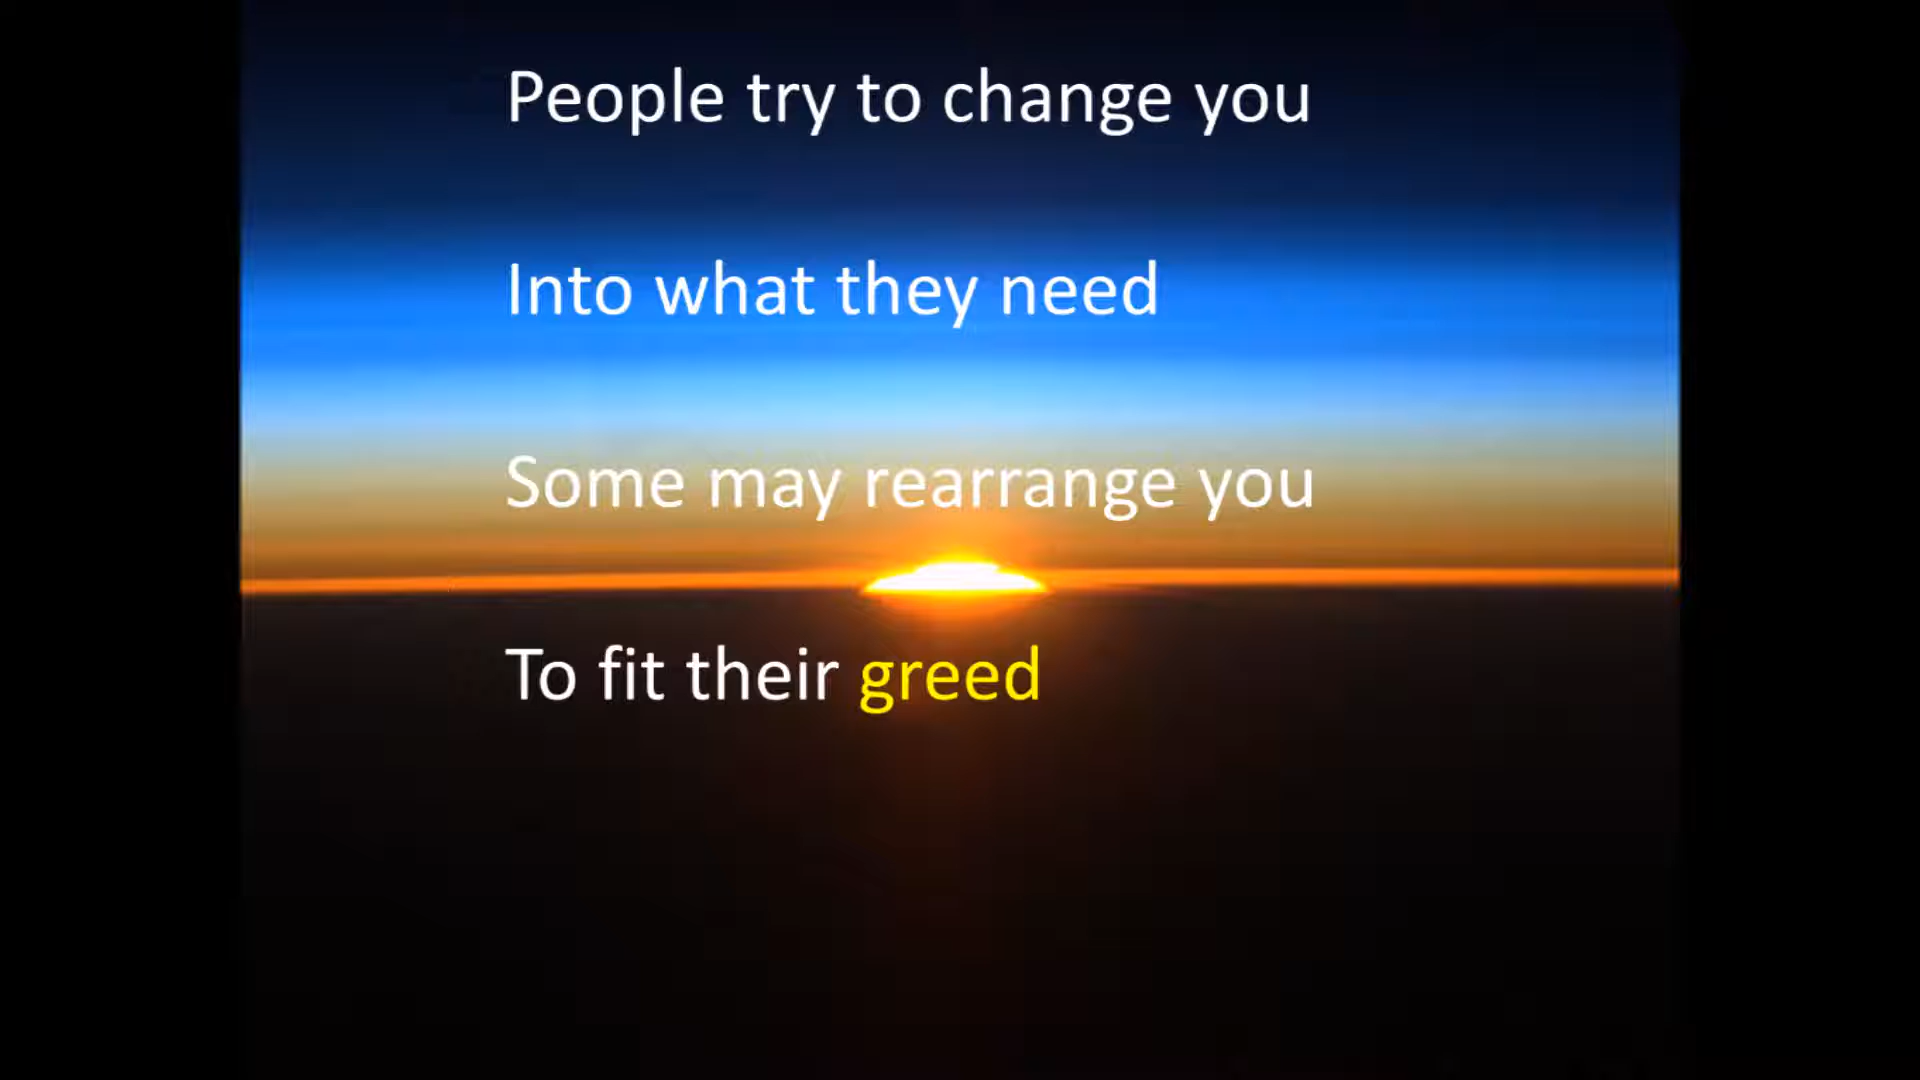 People try to change you
Into what they need
Some may rearrange you
To fit their greed